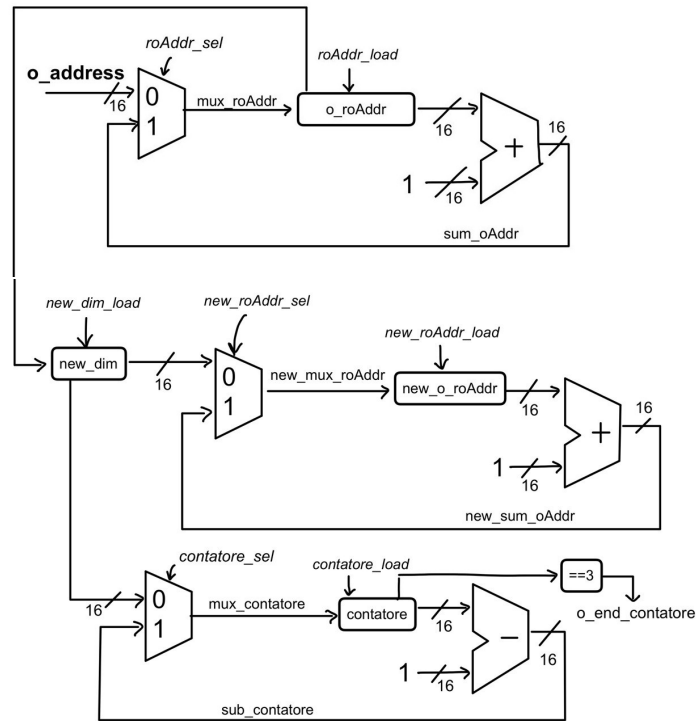 roAddr_sel
roAddr_load
o_address
16
0
1
mux_roAddr
o_roAddr
16
1
16
+
16
sum_oAddr
new_dim_load
new_roAddr_sel
new_roAddr_load
new_dim
16
0
1
new_mux_roAddr
new_o_roAddr
16
1
16
+
16
new_sum_oAddr
contatore_sel
contatore_load
==3
o_end_contatore
16
0
1
mux_contatore
contatore
16
1
16
−
16
sub_contatore